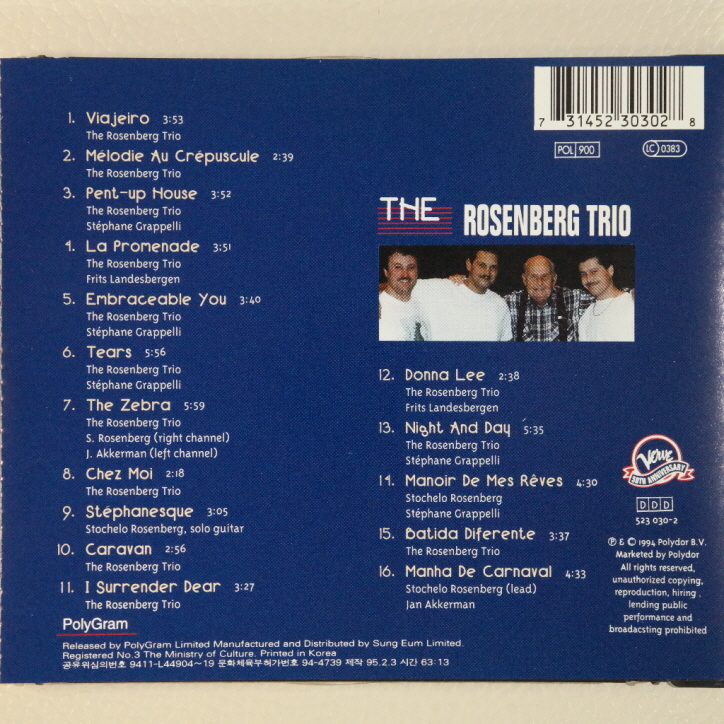 1. Viajeiro 3:53
The Rosenberg Trio
2. Mélodie Au Crépuscule 2:39
The Rosenberg Trio
3. Pent-up House 3:52
The Rosenberg Trio
Stéphane Grappelli
4. La Promenade 3:51
The Rosenberg Trio
Frits Landesbergen
5. Embraceable You 3:40
The Rosenberg Trio
Stéphane Grappelli
6. Tears 5:56
The Rosenberg Trio
Stéphane Grappelli
7. The Zebra 5:59
The Rosenberg Trio
S. Rosenberg (right channel)
J. Akkerman (left channel)
8. Chez Moi 2:18
The Rosenberg Trio
9. Stéphanesque 3:05
Stochelo Rosenberg, solo guitar
10. Caravan 2:56
The Rosenberg Trio
11. I Surrender Dear 3:27
The Rosenberg Trio
7 31452 30302 8
POL 900
LC 0383
THE ROSENBERG TRIO
12. Donna Lee 2:38
The Rosenberg Trio
Frits Landesbergen
13. Night And Day 5:35
The Rosenberg Trio
Stéphane Grappelli
14. Manoir De Mes Rêves 4:30
Stochelo Rosenberg
Stéphane Grappelli
15. Batida Diferente 3:37
The Rosenberg Trio
16. Manha De Carnaval 4:33
Stochelo Rosenberg (lead)
Jan Akkerman
Verve
50TH ANNIVERSARY
DDD
523 030-2
℗ & © 1994 Polydor B.V.
Marketed by Polydor
All rights reserved,
unauthorized copying,
reproduction, hiring,
lending public
performance and
broadacsting prohibited
PolyGram
Released by PolyGram Limited Manufactured and Distributed by Sung Eum Limited.
Registered No.3 The Ministry of Culture. Printed in Korea
공유위심의번호 9411-L44904~19 문화체육부허가번호 94-4739 제작 95.2.3 시간 63:13